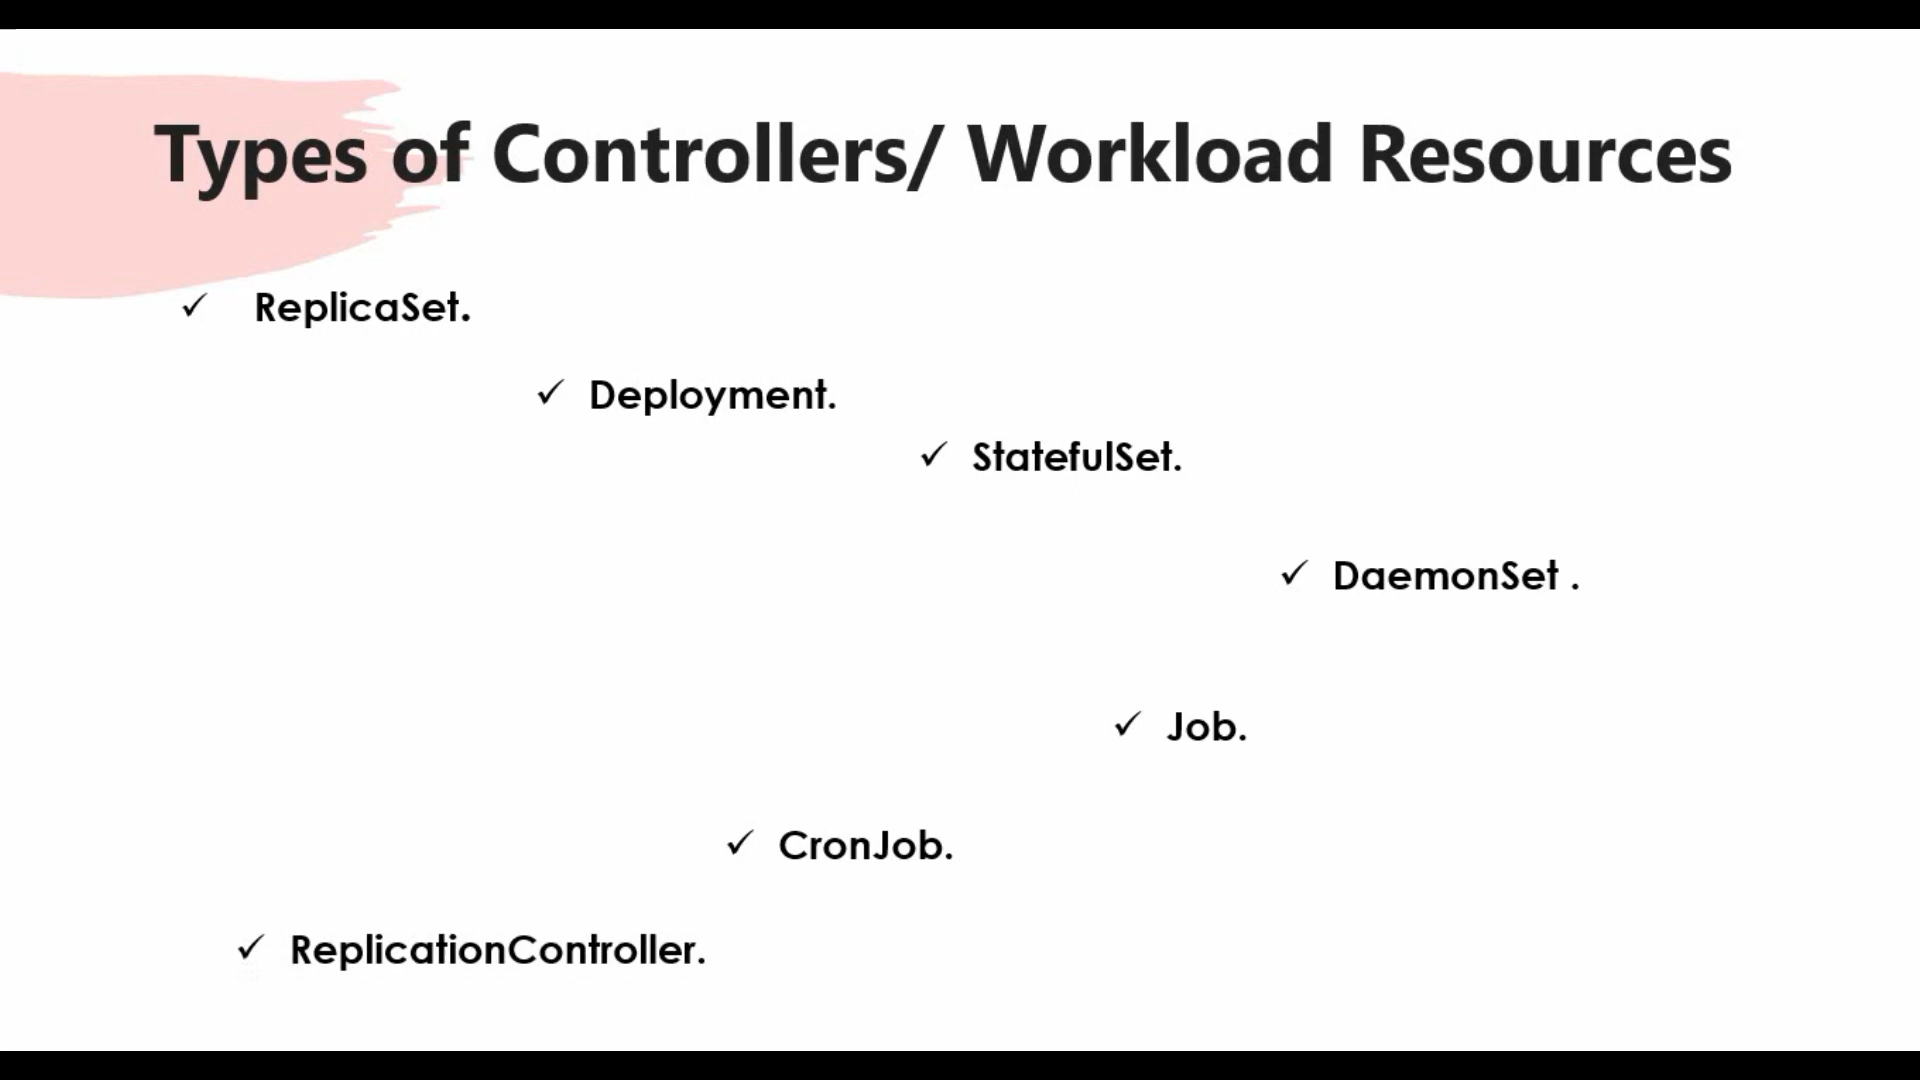 Types of Controllers/ Workload Resources
✓ ReplicaSet.
✓ Deployment.
✓ StatefulSet.
✓ DaemonSet .
✓ Job.
✓ CronJob.
✓ ReplicationController.